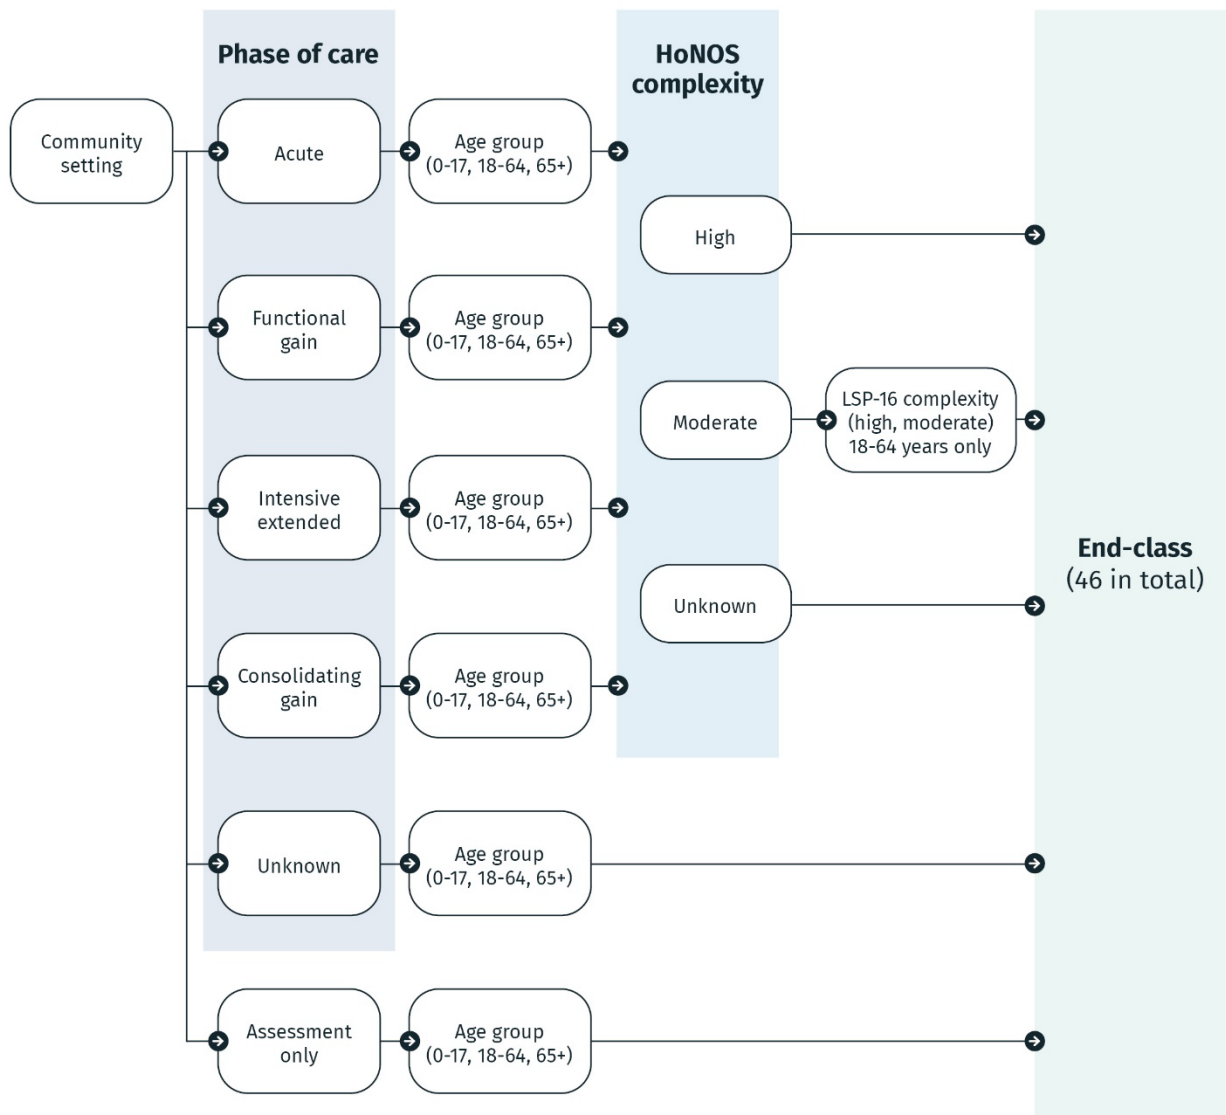 Phase of care
HoNOS
complexity
Community
setting
Acute
Age group
(0-17, 18-64, 65+)
High
Functional
gain
Age group
(0-17, 18-64, 65+)
Moderate
LSP-16 complexity
(high, moderate)
18-64 years only
Intensive
extended
Age group
(0-17, 18-64, 65+)
End-class
(46 in total)
Unknown
Consolidating
gain
Age group
(0-17, 18-64, 65+)
Unknown
Age group
(0-17, 18-64, 65+)
Assessment
only
Age group
(0-17, 18-64, 65+)